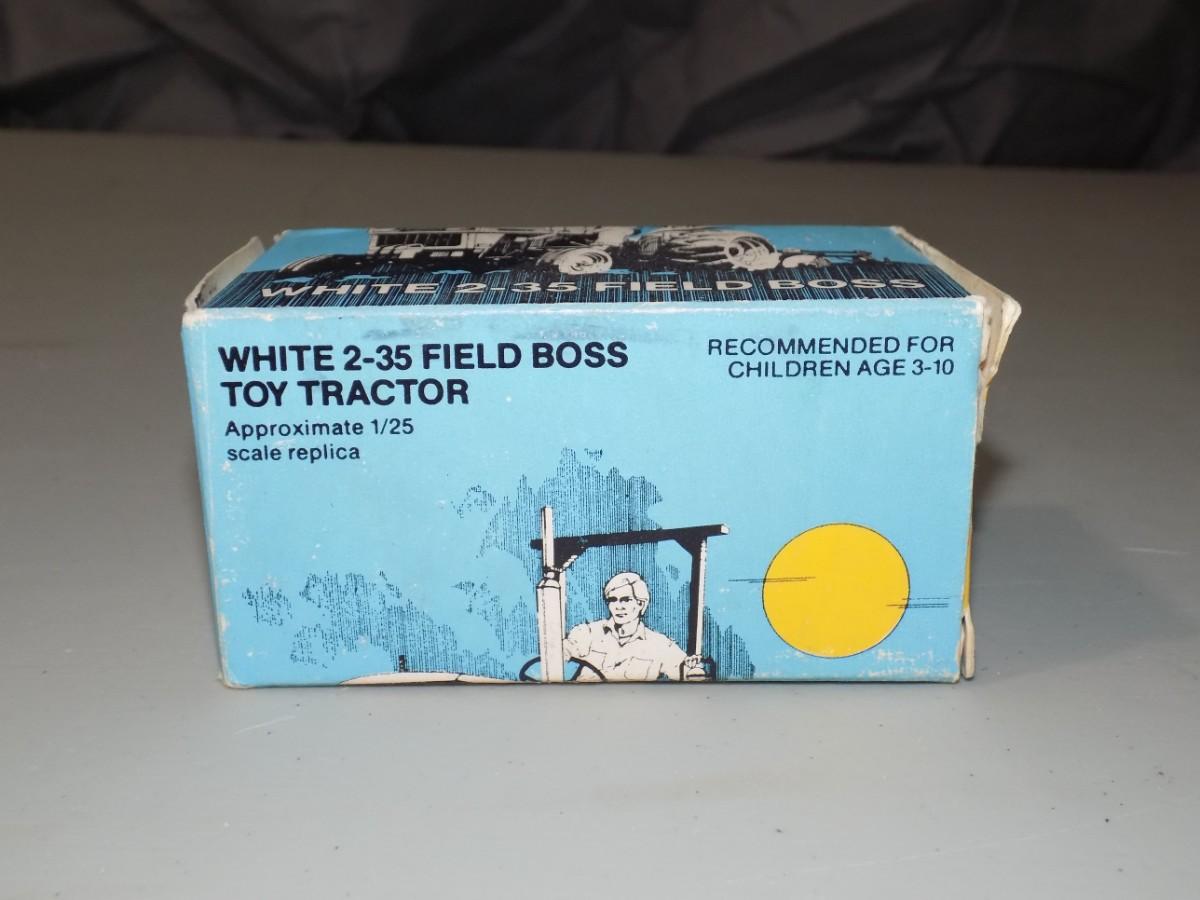 WHITE 2-35 FIELD BOSS
WHITE 2-35 FIELD BOSS
TOY TRACTOR
Approximate 1/25
scale replica
RECOMMENDED FOR
CHILDREN AGE 3-10